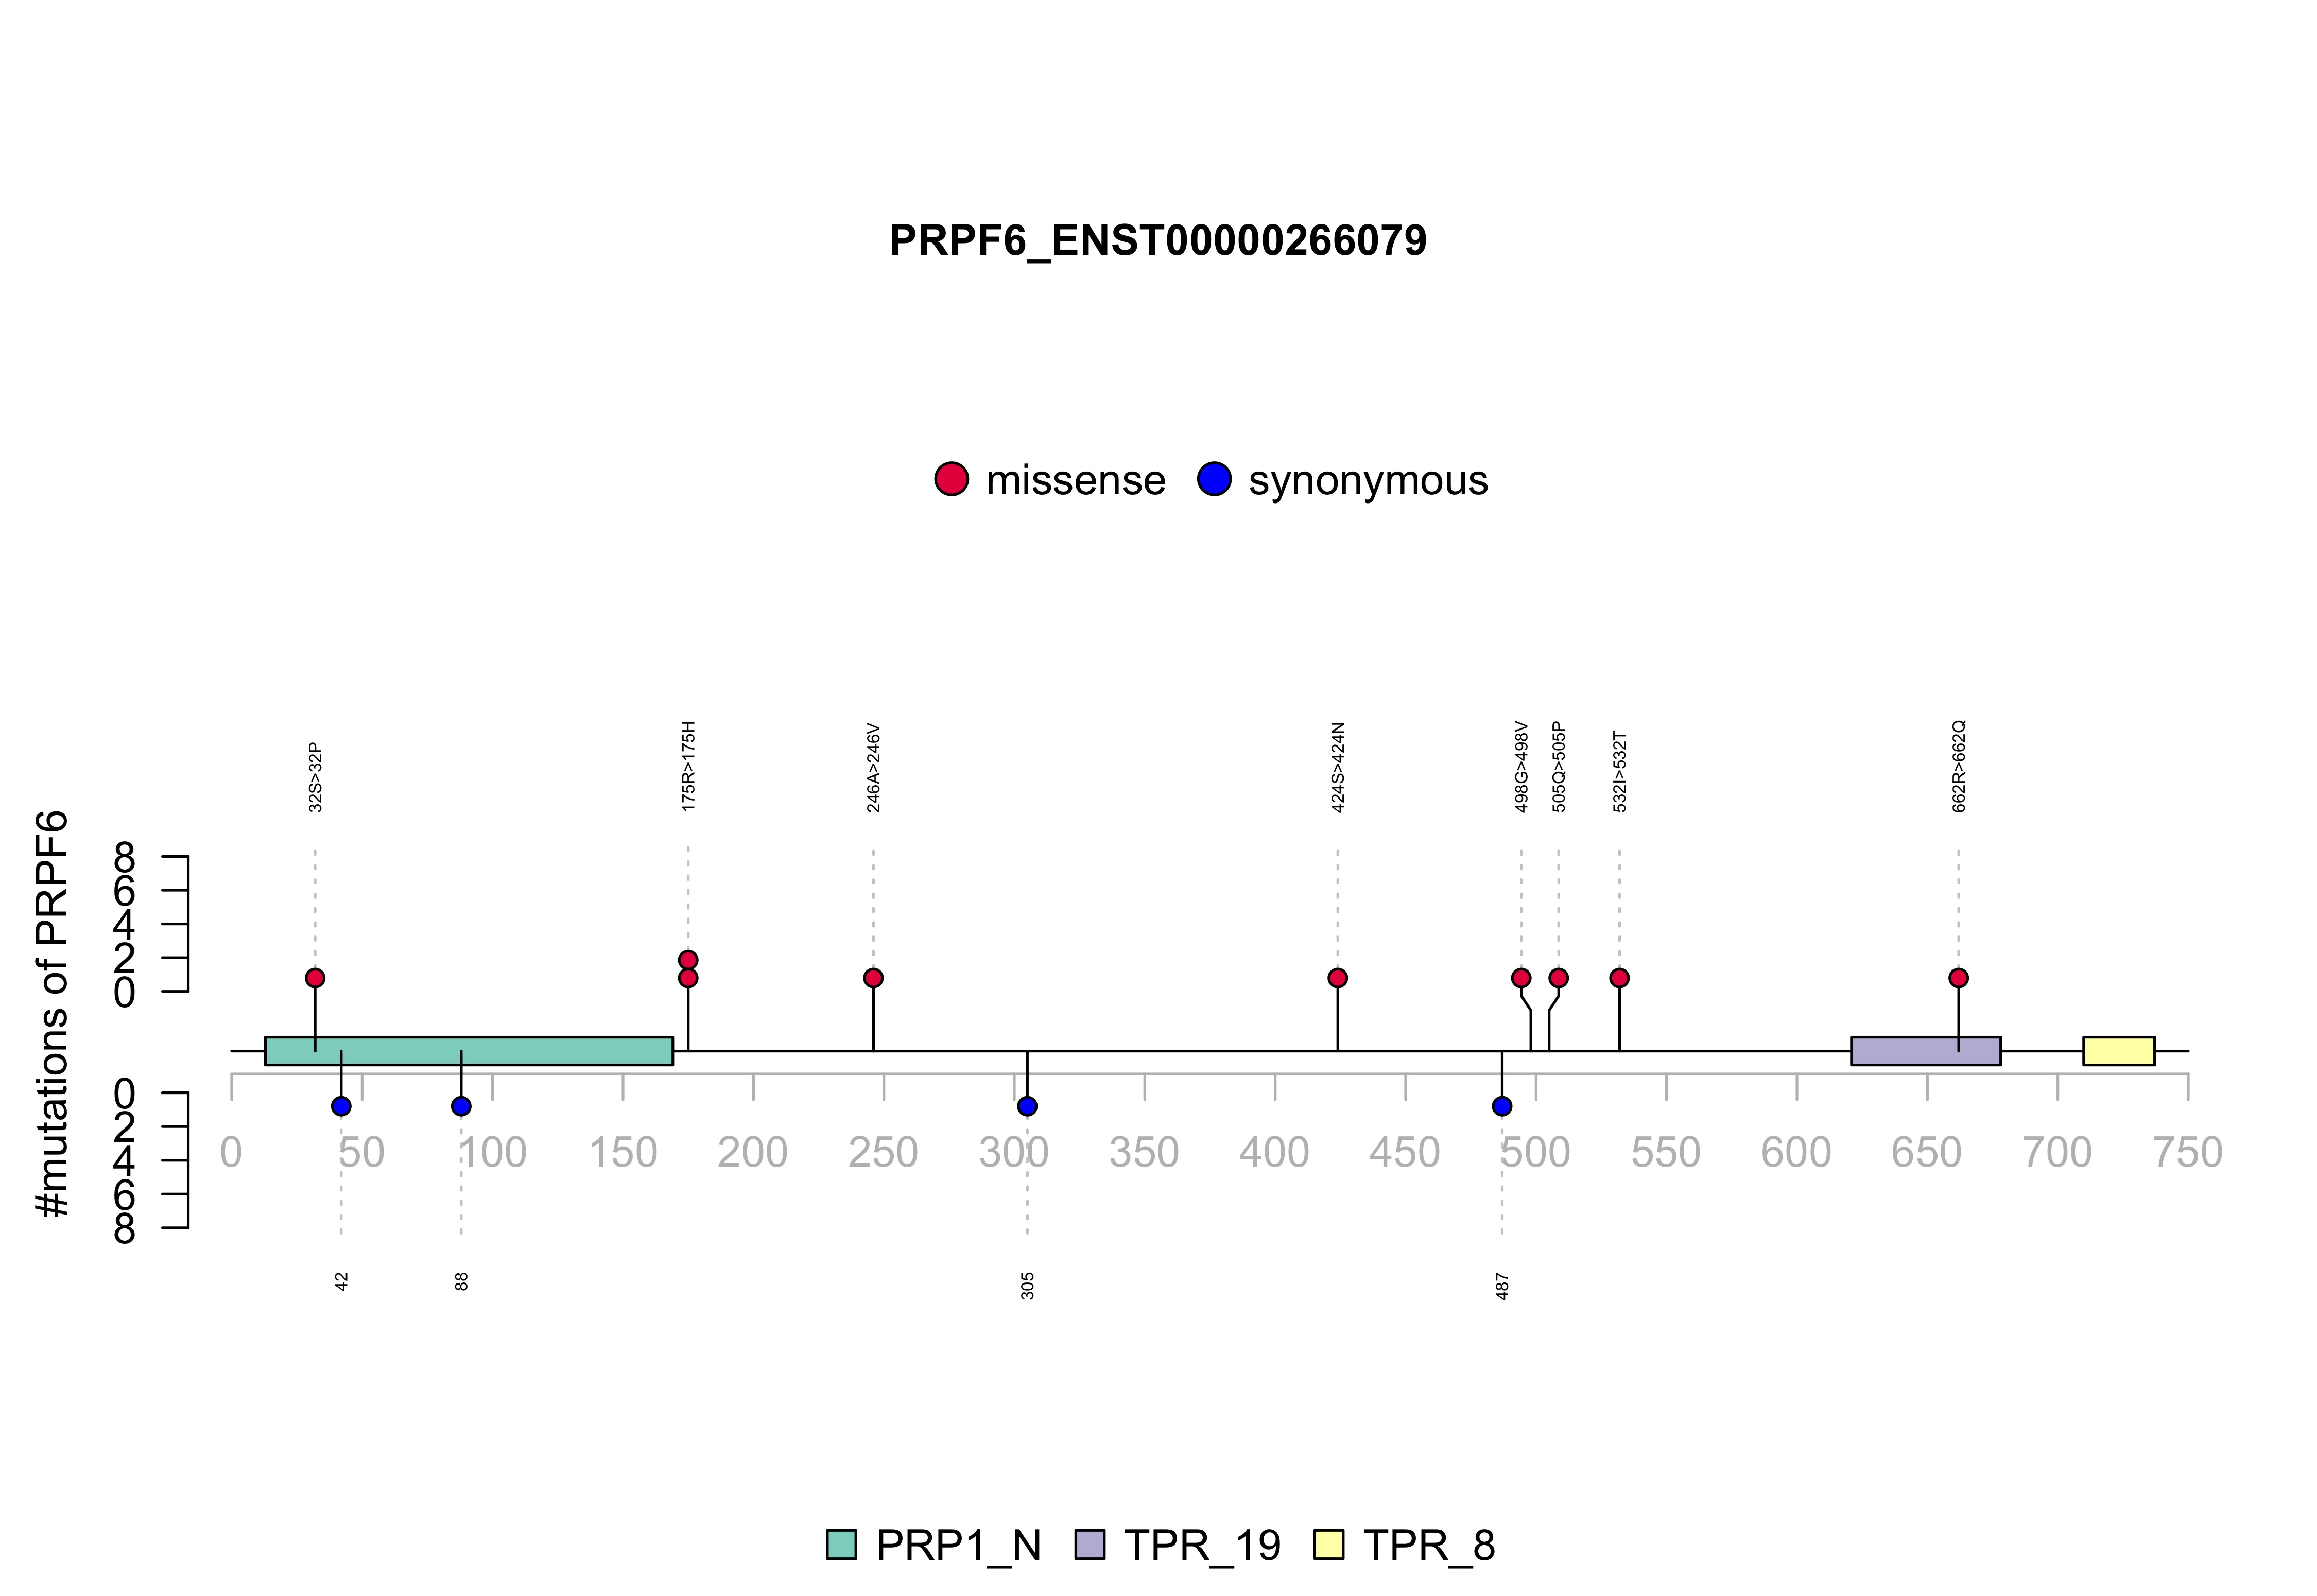 PRPF6_ENST00000266079
missense synonymous
32S>32P 175R>175H 246A>246V 424S>424N 498G>498V 505Q>505P 532I>532T 662R>662Q
#mutations of PRPF6
8
6
4
2
0
0
2
4
6
8
0 50 100 150 200 250 300 350 400 450 500 550 600 650 700 750
42 88 305 487
PRP1_N TPR_19 TPR_8